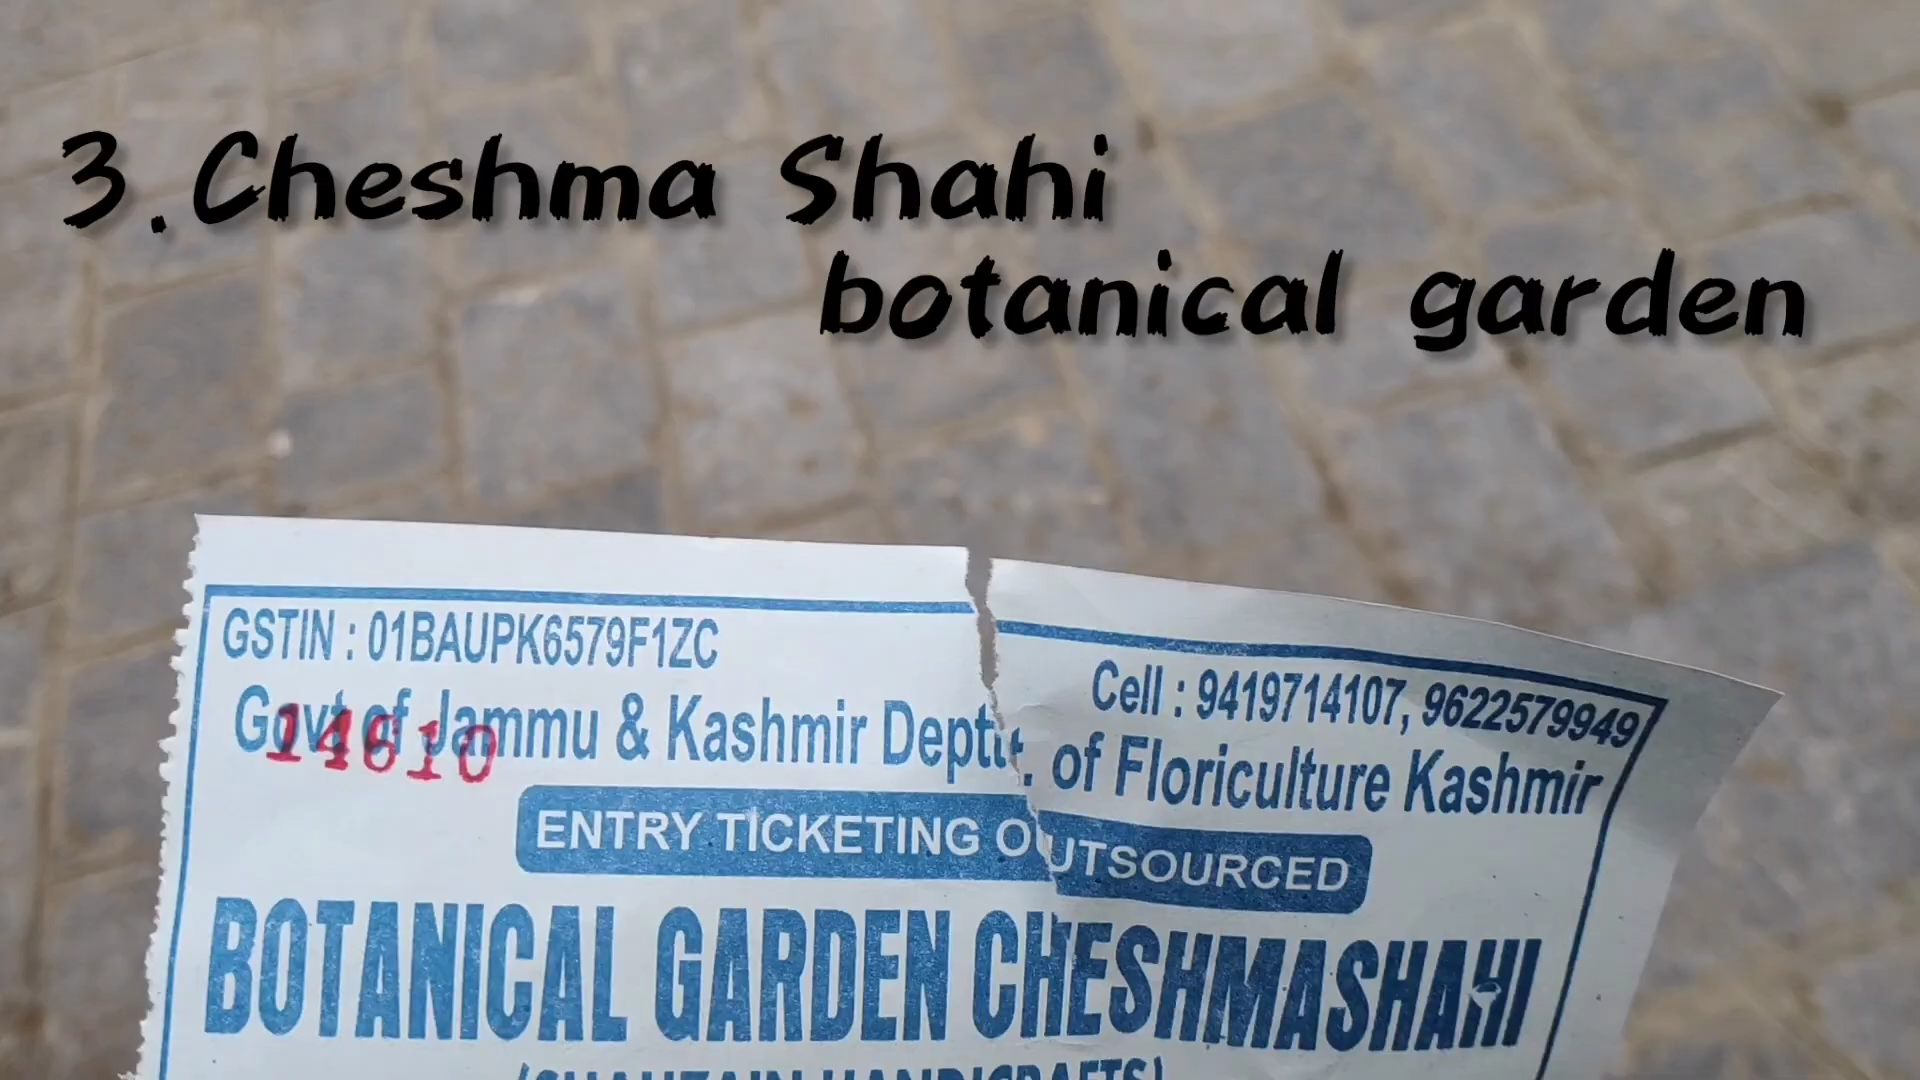 3.Cheshma Shahi
botanical garden
GSTIN : 01BAUPK6579F1ZC
Cell : 9419714107, 9622579949
Govt of Jammu & Kashmir Deptt. of Floriculture Kashmir
14610
ENTRY TICKETING OUTSOURCED
BOTANICAL GARDEN CHESHMASHAHI